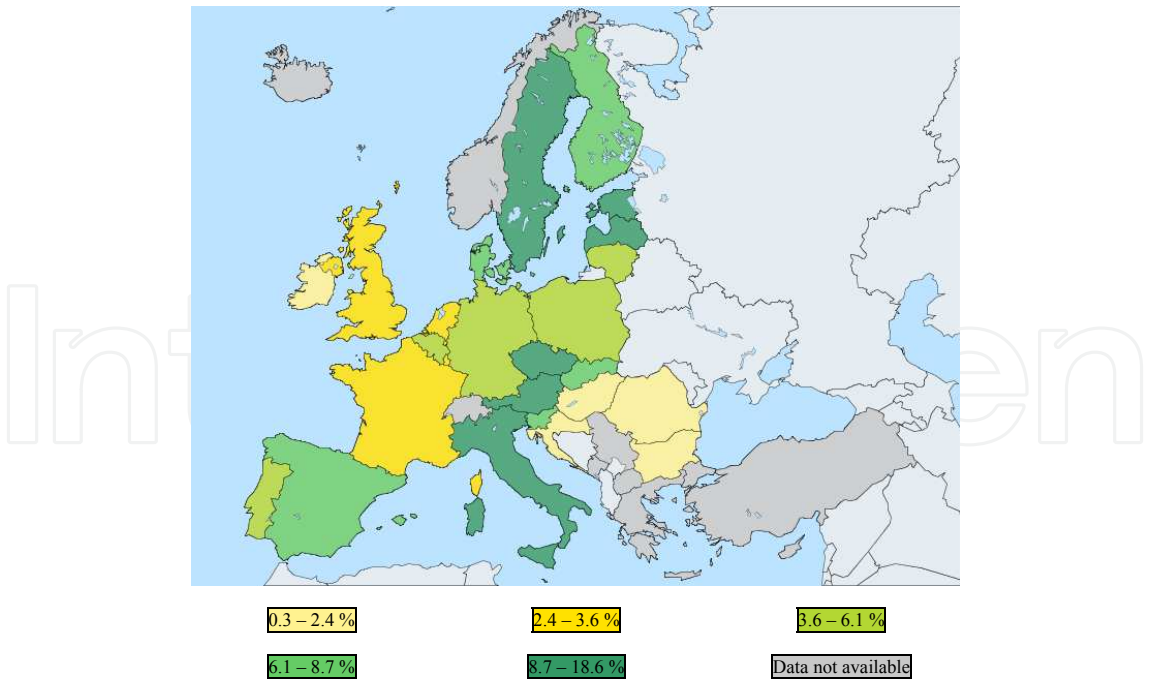 0.3 – 2.4 %
2.4 – 3.6 %
3.6 – 6.1 %
6.1 – 8.7 %
8.7 – 18.6 %
Data not available